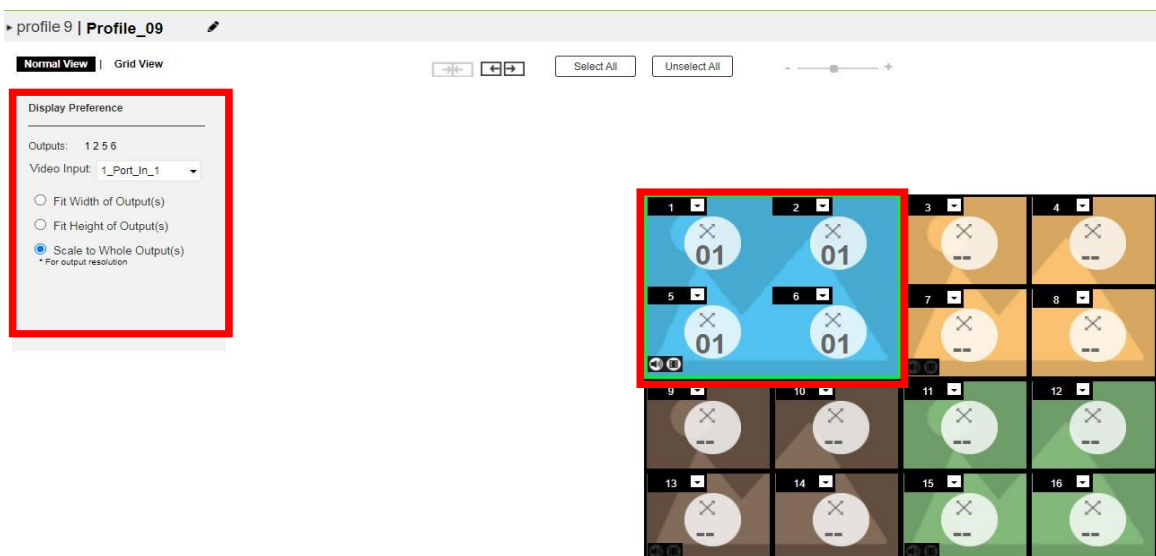 profile 9 | Profile_09
Normal View | Grid View
Select All
Unselect All
- +
Display Preference
Outputs: 1 2 5 6
Video Input: 1_Port_In_1
Fit Width of Output(s)
Fit Height of Output(s)
Scale to Whole Output(s)
* For output resolution
1 2 3 4
01 01 -- --
5 6 7 8
01 01 -- --
9 10 11 12
-- -- -- --
13 14 15 16
-- -- -- --